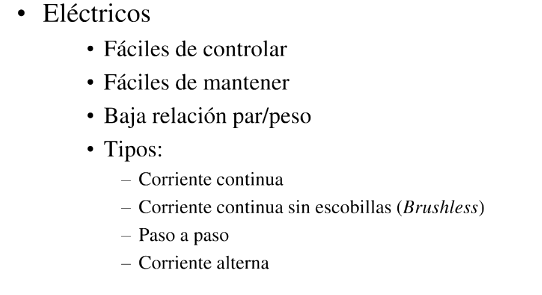 • Eléctricos
• Fáciles de controlar
• Fáciles de mantener
• Baja relación par/peso
• Tipos:
– Corriente continua
– Corriente continua sin escobillas (Brushless)
– Paso a paso
– Corriente alterna